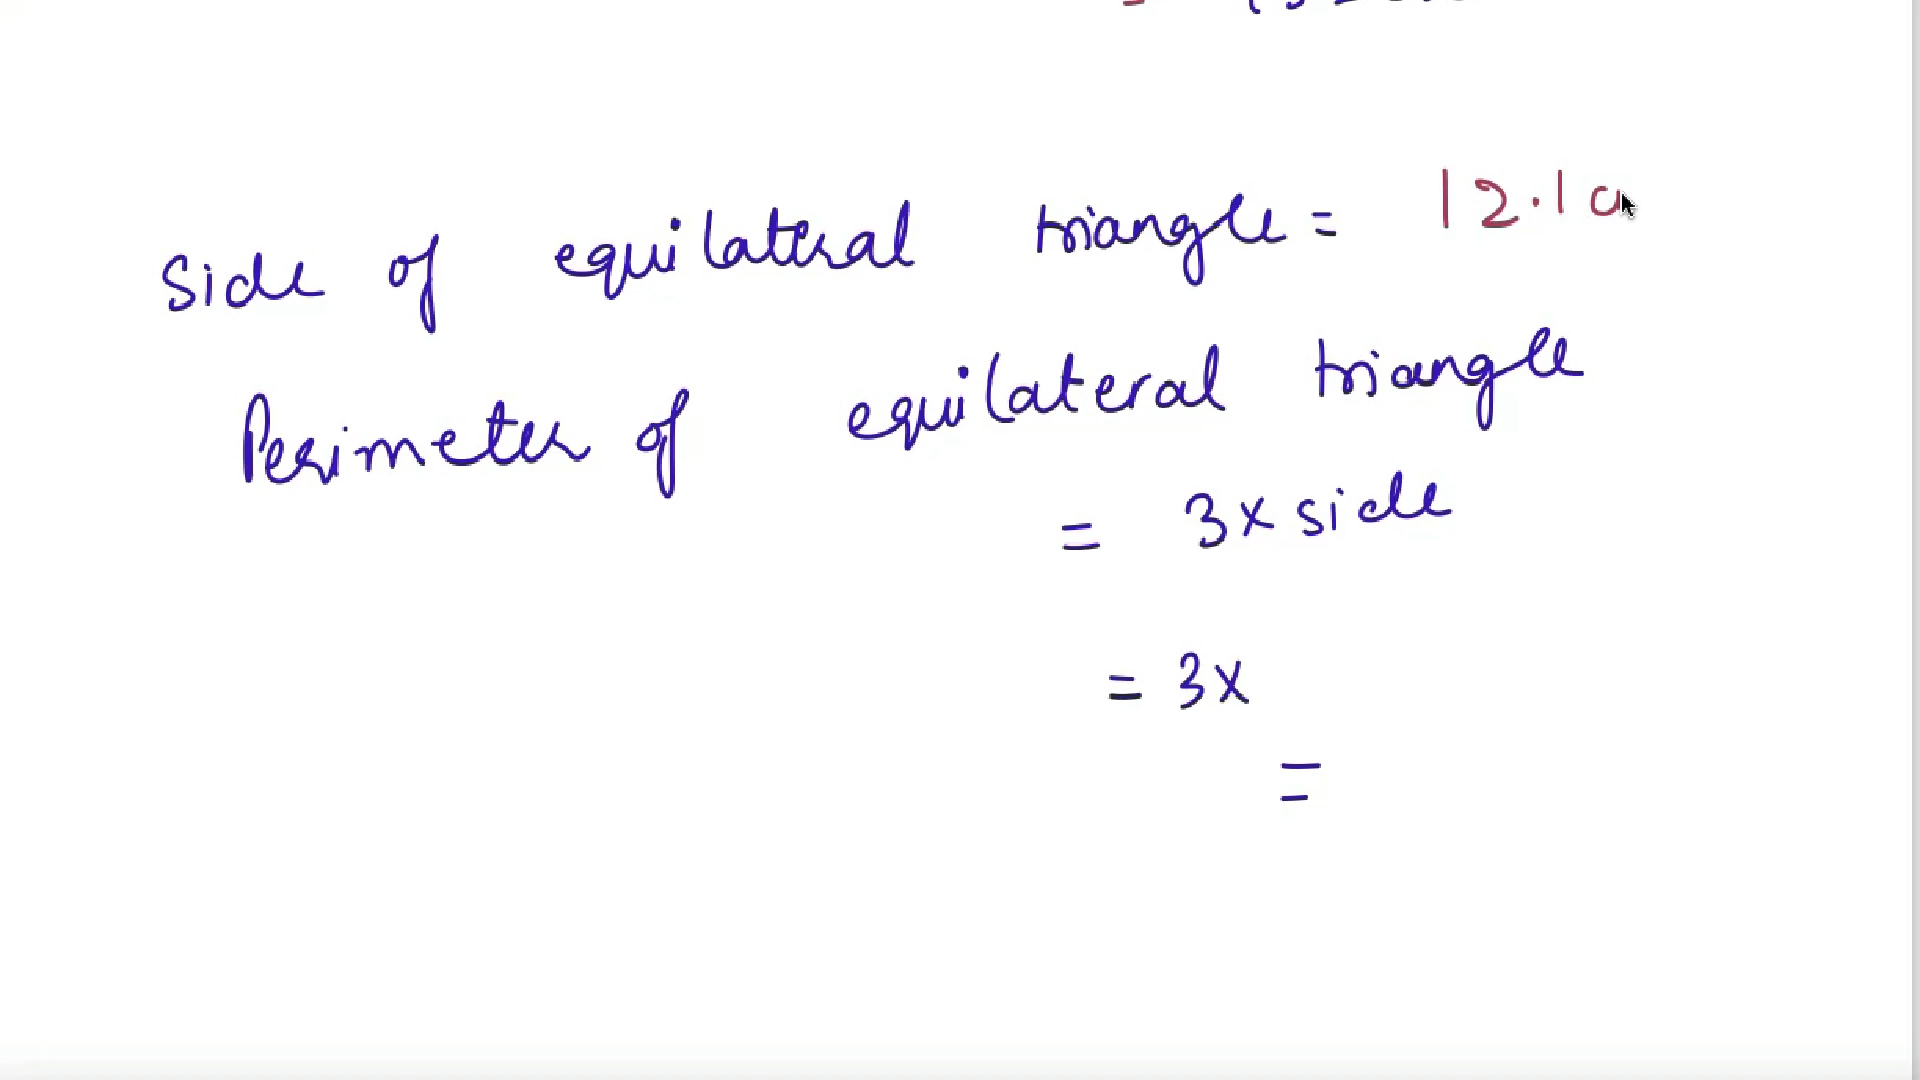 Side of equilateral triangle = 12.1 c
Perimeter of equilateral triangle
= 3 x side
= 3 x
=